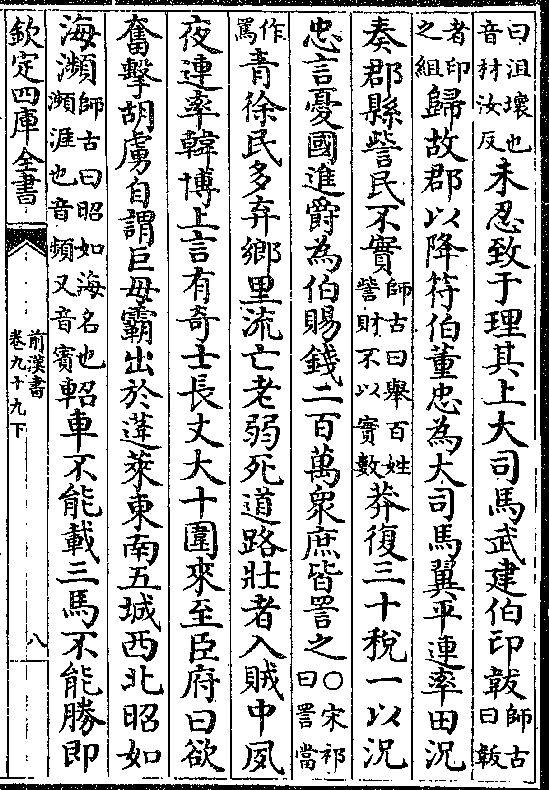 曰沮壞也音材汝反未忍致于理其上大司馬武建伯印韍師古曰韍
者印之組歸故郡以降符伯董忠為大司馬翼平連率田況
奏郡縣訾民不實師古曰舉百姓訾財不以實數莽復三十稅一以況
忠言憂國進爵為伯賜錢二百萬衆庶皆詈之○宋祁曰詈當
作罵青徐民多弃鄉里流亡老弱死道路壯者入賊中夙
夜連率韓博上言有奇士長丈大十圍來至臣府曰欲
奮擊胡虜自謂巨毋霸出於蓬萊東南五城西北昭如
海瀕師古曰昭如海名也瀕涯也音頻又音賓軺車不能載三馬不能勝即
欽定四庫全書
前漢書
卷九十九下
八